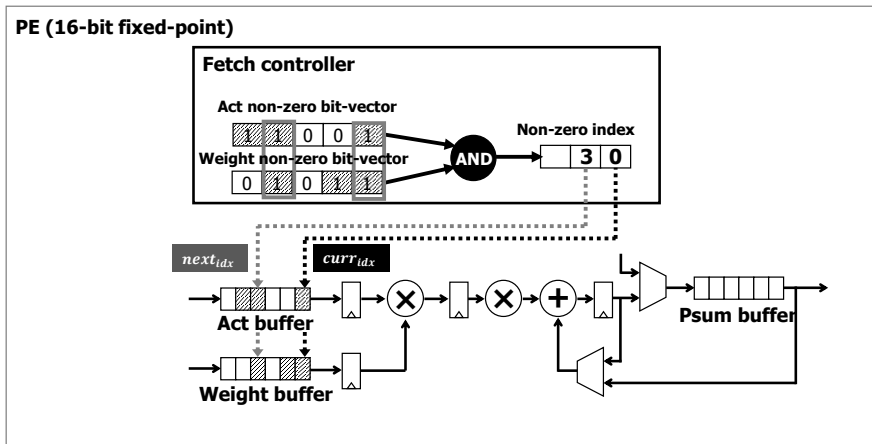 PE (16-bit fixed-point)
Fetch controller
Act non-zero bit-vector
1 1 0 0 1
Weight non-zero bit-vector
0 1 0 1 1
AND
Non-zero index
3 0
next_idx
curr_idx
× × +
Act buffer
Psum buffer
Weight buffer